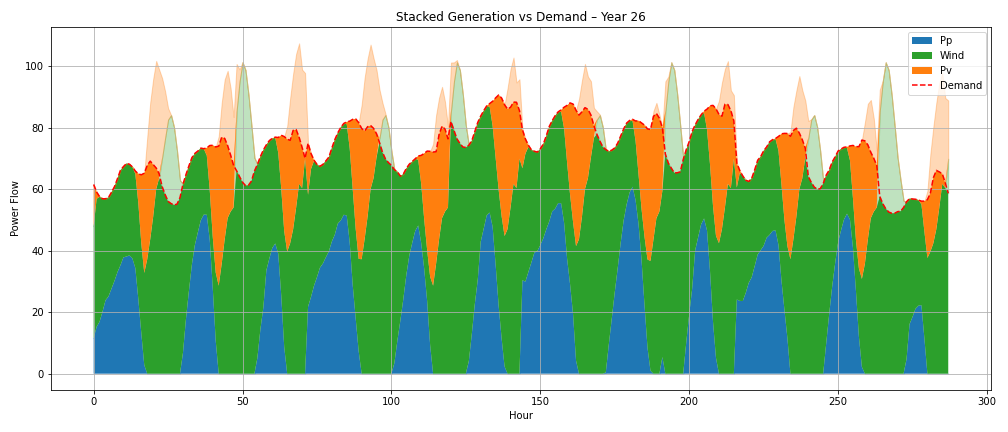 Stacked Generation vs Demand – Year 26
Power Flow
100
80
60
40
20
0
0 50 100 150 200 250 300
Hour
Pp
Wind
Pv
Demand